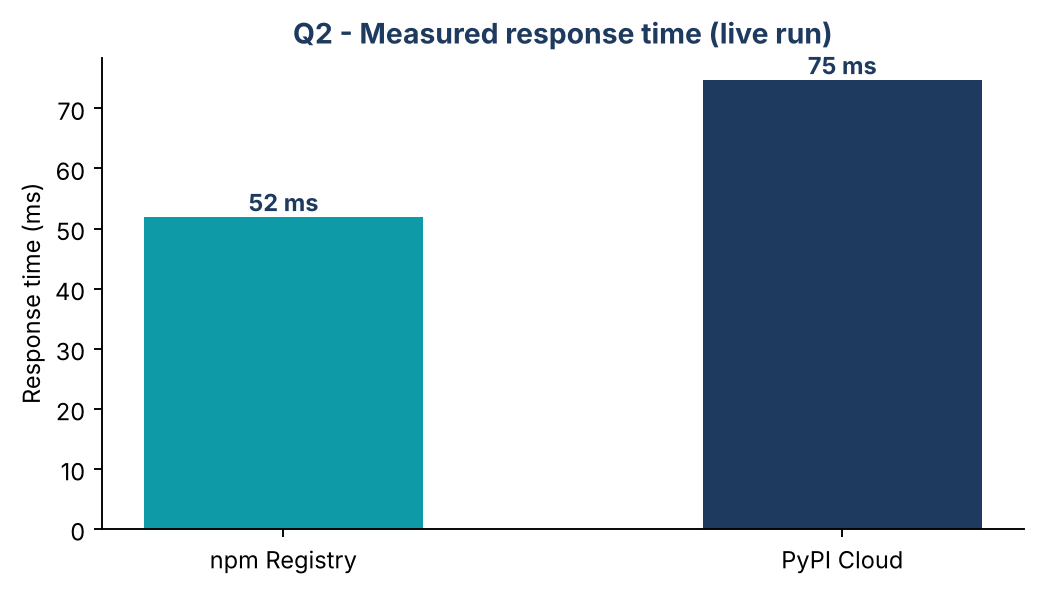 Q2 - Measured response time (live run)
75 ms
52 ms
Response time (ms)
70
60
50
40
30
20
10
0
npm Registry
PyPI Cloud